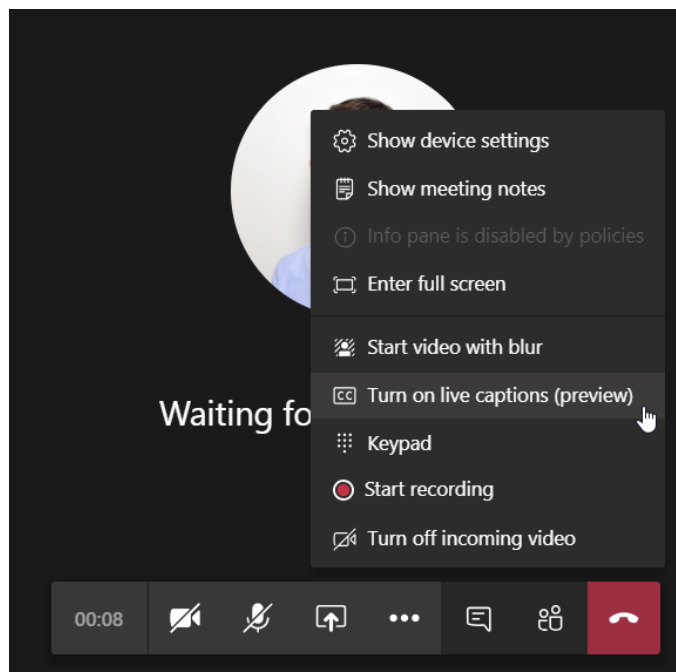 Show device settings
Show meeting notes
Info pane is disabled by policies
Enter full screen
Start video with blur
CC Turn on live captions (preview)
Waiting fo
Keypad
Start recording
Turn off incoming video
00:08